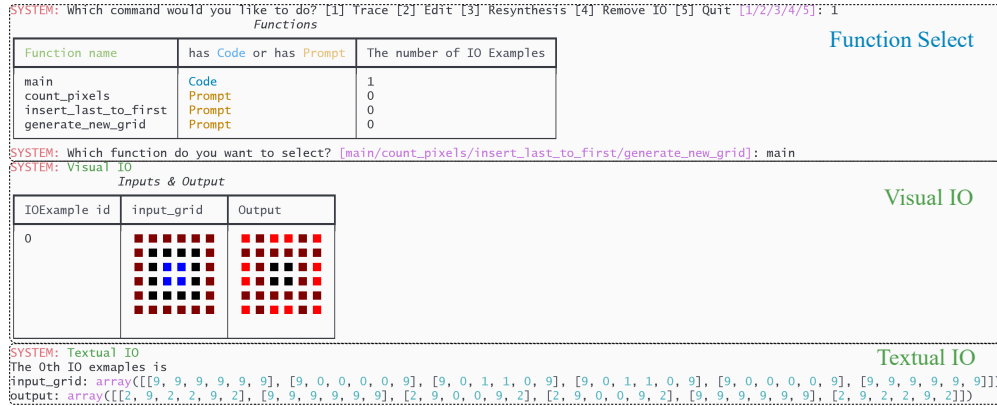 SYSTEM: Which command would you like to do? [1] Trace [2] Edit [3] Resynthesis [4] Remove IO [5] Quit [1/2/3/4/5]: 1
Functions
Function Select
Function name has Code or has Prompt The number of IO Examples
main Code 1
count_pixels Prompt 0
insert_last_to_first Prompt 0
generate_new_grid Prompt 0
SYSTEM: Which function do you want to select? [main/count_pixels/insert_last_to_first/generate_new_grid]: main
SYSTEM: Visual IO
Inputs & Output
Visual IO
IOExample id input_grid Output
0
SYSTEM: Textual IO
Textual IO
The 0th IO exmaples is
input_grid: array([[9, 9, 9, 9, 9, 9], [9, 0, 0, 0, 0, 9], [9, 0, 1, 1, 0, 9], [9, 0, 1, 1, 0, 9], [9, 0, 0, 0, 0, 9], [9, 9, 9, 9, 9, 9]])
output: array([[2, 9, 2, 2, 9, 2], [9, 9, 9, 9, 9, 9], [2, 9, 0, 0, 9, 2], [2, 9, 0, 0, 9, 2], [9, 9, 9, 9, 9, 9], [2, 9, 2, 2, 9, 2]])